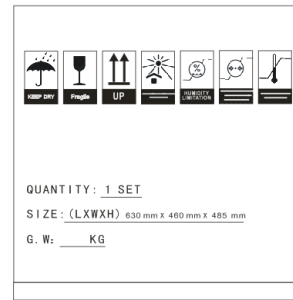 KEEP DRY Fragile UP HUMIDITY LIMITATION
QUANTITY: 1 SET
SIZE: (LXWXH) 630 mm X 460 mm X 485 mm
G. W: KG